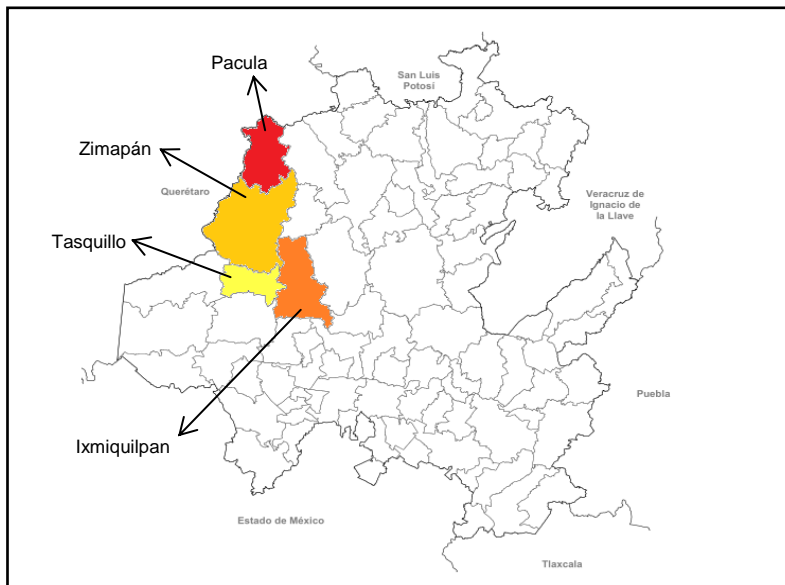 Pacula
San Luis
Potosí
Zimapán
Querétaro
Veracruz de
Ignacio de
la Llave
Tasquillo
Puebla
Ixmiquilpan
Estado de México
Tlaxcala